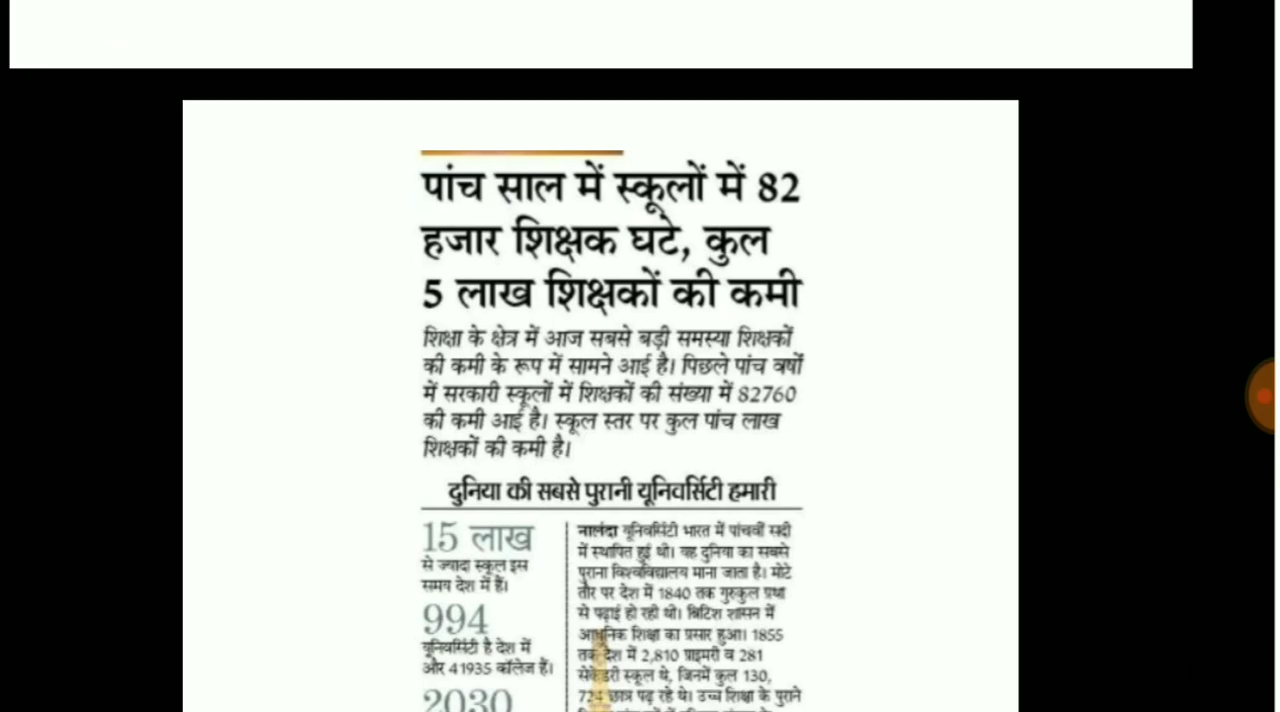 पांच साल में स्कूलों में 82
हजार शिक्षक घटे, कुल
5 लाख शिक्षकों की कमी
शिक्षा के क्षेत्र में आज सबसे बड़ी समस्या शिक्षकों
की कमी के रूप में सामने आई है। पिछले पांच वर्षों
में सरकारी स्कूलों में शिक्षकों की संख्या में 82760
की कमी आई है। स्कूल स्तर पर कुल पांच लाख
शिक्षकों की कमी है।
दुनिया की सबसे पुरानी यूनिवर्सिटी हमारी
15 लाख
से ज्यादा स्कूल इस
समय देश में हैं।
994
यूनिवर्सिटी है देश में
और 41935 कॉलेज हैं।
2030
नालंदा यूनिवर्सिटी भारत में पांचवीं सदी
में स्थापित हुई थी। यह दुनिया का सबसे
पुराना विश्वविद्यालय माना जाता है। मोटे
तौर पर देश में 1840 तक गुरुकुल प्रथा
से पढ़ाई हो रही थी। ब्रिटिश शासन में
आधुनिक शिक्षा का प्रसार हुआ। 1855
तक देश में 2,810 प्राइमरी व 281
सेकेंडरी स्कूल थे, जिनमें कुल 130,
724 छात्र पढ़ रहे थे। उच्च शिक्षा के पुराने